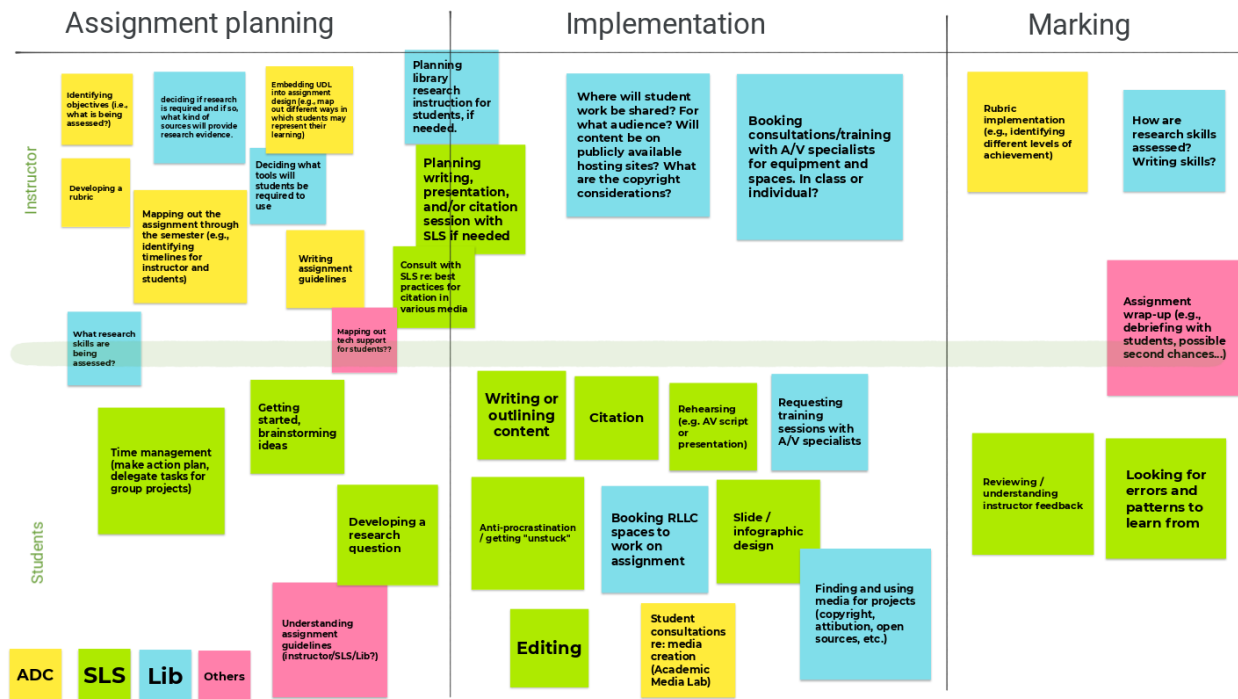 Assignment planning
Implementation
Marking
Instructor
Identifying
objectives (i.e.,
what is being
assessed?)
deciding if research
is required and if so,
what kind of
sources will provide
research evidence.
Embedding UDL
into assignment
design (e.g., map
out different ways in
which students may
represent their
learning)
Planning
library
research
instruction for
students, if
needed.
Developing a
rubric
Mapping out the
assignment through
the semester (e.g.,
identifying
timelines for
instructor and
students)
Deciding what
tools will
students be
required to
use
Writing
assignment
guidelines
Planning
writing,
presentation,
and/or citation
session with
SLS if needed
Consult with
SLS re: best
practices for
citation in
various media
What research
skills are
being
assessed?
Mapping out
tech support
for students??
Where will student
work be shared? For
what audience? Will
content be on
publicly available
hosting sites? What
are the copyright
considerations?
Booking
consultations/training
with A/V specialists
for equipment and
spaces. In class or
individual?
Rubric
implementation
(e.g., identifying
different levels of
achievement)
How are
research skills
assessed?
Writing skills?
Assignment
wrap-up (e.g.,
debriefing with
students, possible
second chances...)
Students
Time management
(make action plan,
delegate tasks for
group projects)
Getting
started,
brainstorming
ideas
Developing a
research
question
Understanding
assignment
guidelines
(instructor/SLS/Lib?)
Writing or
outlining
content
Citation
Rehearsing
(e.g. AV script
or
presentation)
Requesting
training
sessions with
A/V specialists
Anti-procrastination
/ getting "unstuck"
Booking RLLC
spaces to
work on
assignment
Slide /
infographic
design
Finding and using
media for projects
(copyright,
attibution, open
sources, etc.)
Editing
Student
consultations
re: media
creation
(Academic
Media Lab)
Reviewing /
understanding
instructor feedback
Looking for
errors and
patterns to
learn from
ADC
SLS
Lib
Others